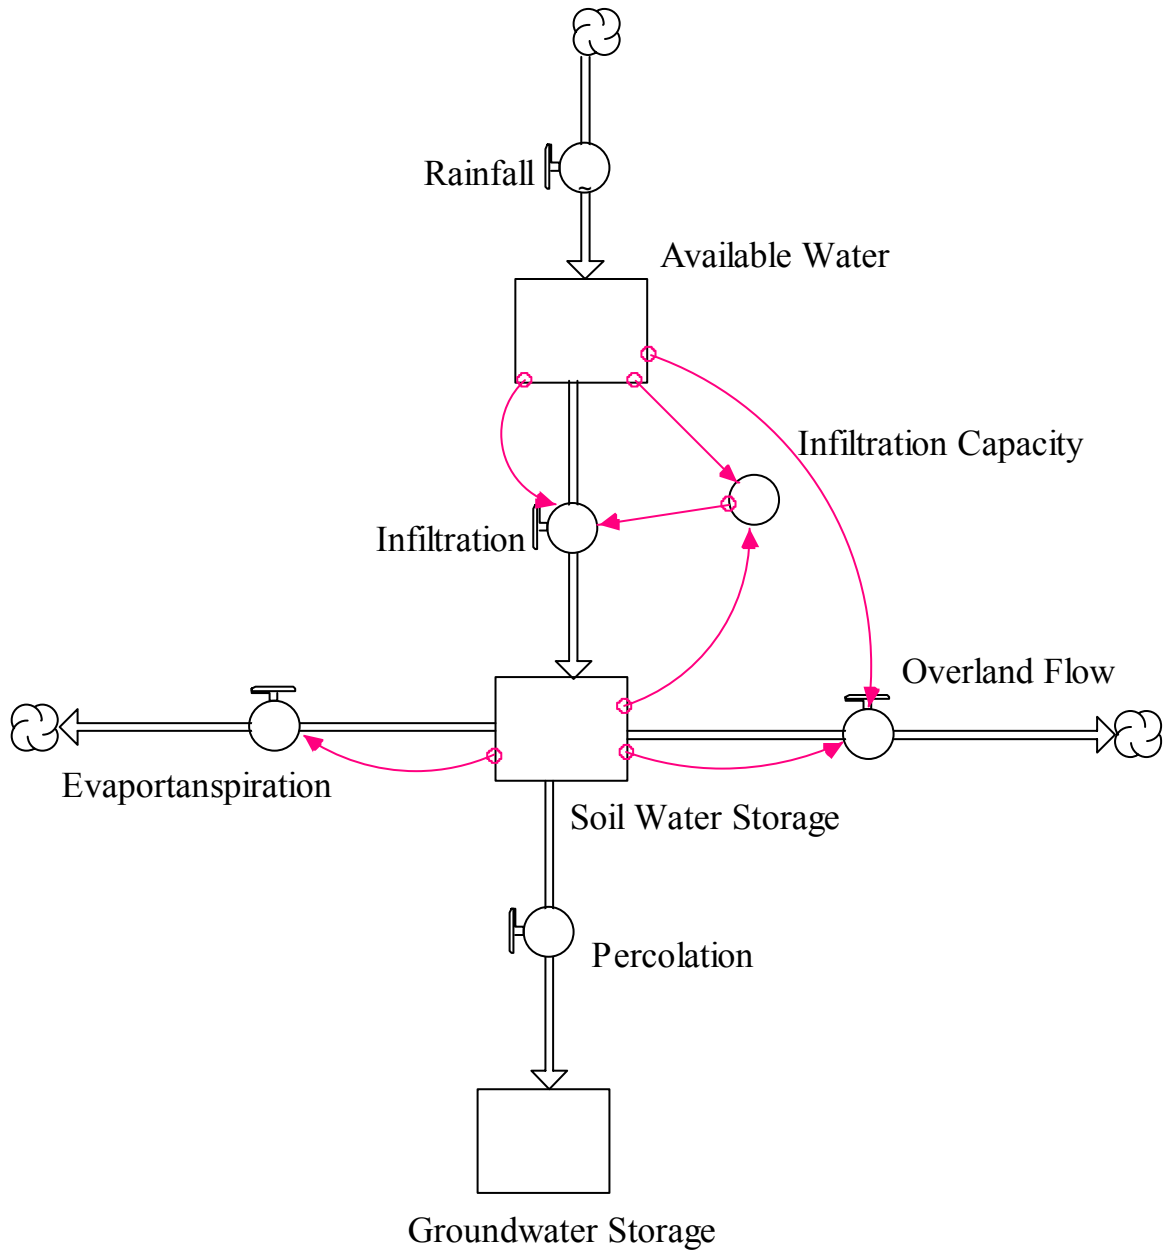 Rainfall
Available Water
Infiltration Capacity
Infiltration
Overland Flow
Evaportanspiration
Soil Water Storage
Percolation
Groundwater Storage